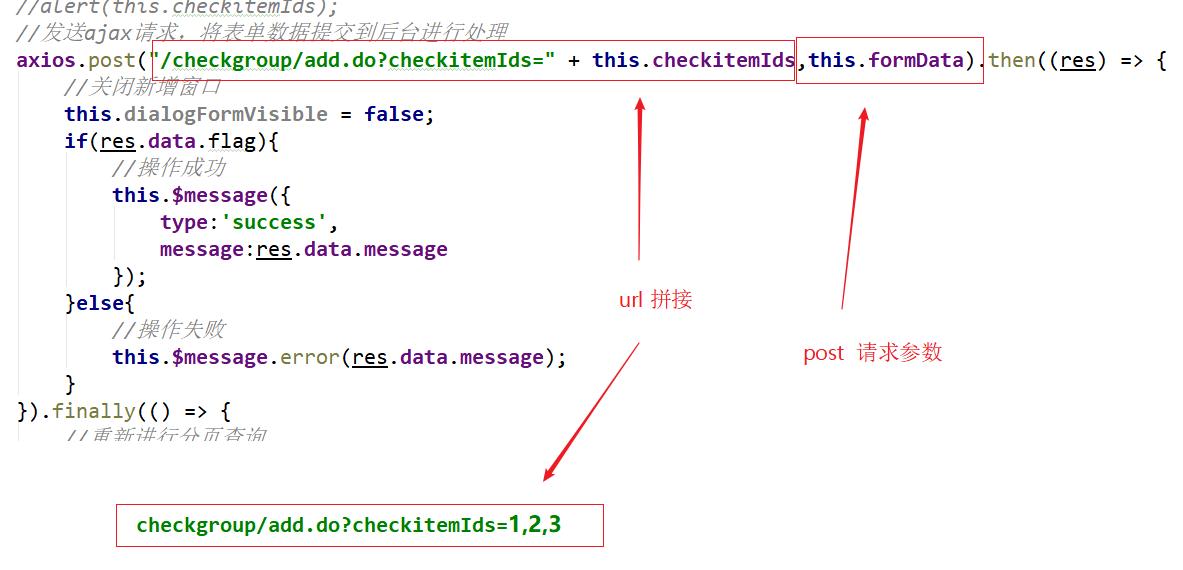 //alert(this.checkitemIds);
//发送ajax请求，将表单数据提交到后台进行处理
axios.post("/checkgroup/add.do?checkitemIds=" + this.checkitemIds,this.formData).then((res) => {
//关闭新增窗口
this.dialogFormVisible = false;
if(res.data.flag){
//操作成功
this.$message({
type:'success',
message:res.data.message
});
}else{
//操作失败
this.$message.error(res.data.message);
}
}).finally(() => {
//重新进行分页查询
url 拼接
post 请求参数
checkgroup/add.do?checkitemIds=1,2,3